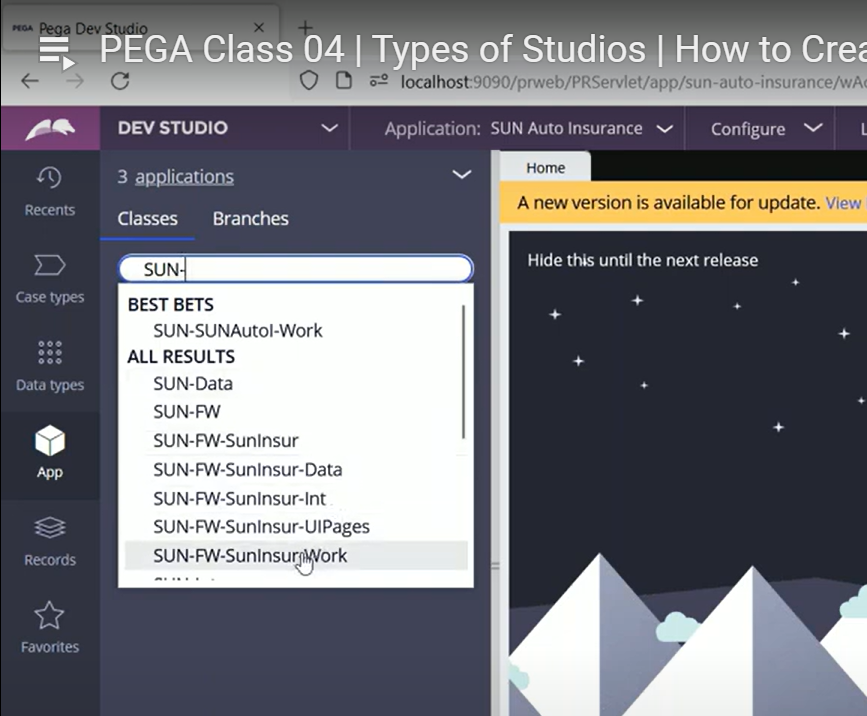 PEGA Pega Dev Studio
PEGA Class 04 | Types of Studios | How to Crea
localhost:9090/prweb/PRServlet/app/sun-auto-insurance/wA
DEV STUDIO
Application: SUN Auto Insurance
Configure
L
Recents
Case types
Data types
App
Records
Favorites
3 applications
Classes Branches
SUN-
BEST BETS
SUN-SUNAutoI-Work
ALL RESULTS
SUN-Data
SUN-FW
SUN-FW-SunInsur
SUN-FW-SunInsur-Data
SUN-FW-SunInsur-Int
SUN-FW-SunInsur-UIPages
SUN-FW-SunInsur-Work
Home
A new version is available for update. View
Hide this until the next release